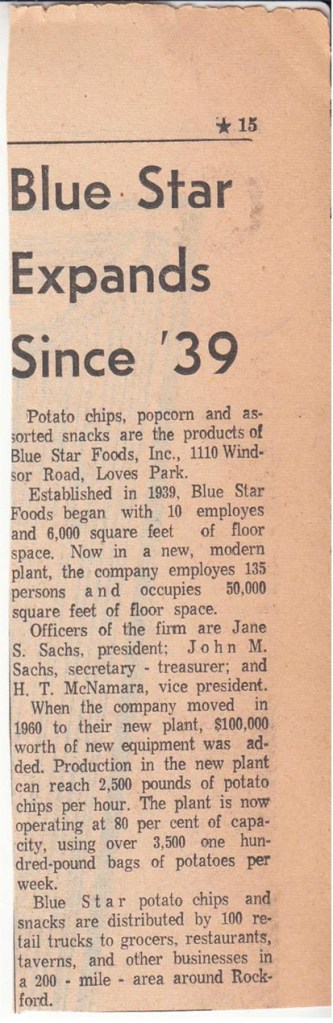 ★ 15
Blue Star
Expands
Since '39
Potato chips, popcorn and as-
sorted snacks are the products of
Blue Star Foods, Inc., 1110 Wind-
sor Road, Loves Park.
Established in 1939, Blue Star
Foods began with 10 employes
and 6,000 square feet of floor
space. Now in a new, modern
plant, the company employes 135
persons and occupies 50,000
square feet of floor space.
Officers of the firm are Jane
S. Sachs, president; John M.
Sachs, secretary - treasurer; and
H. T. McNamara, vice president.
When the company moved in
1960 to their new plant, $100,000
worth of new equipment was ad-
ded. Production in the new plant
can reach 2,500 pounds of potato
chips per hour. The plant is now
operating at 80 per cent of capa-
city, using over 3,500 one hun-
dred-pound bags of potatoes per
week.
Blue Star potato chips and
snacks are distributed by 100 re-
tail trucks to grocers, restaurants,
taverns, and other businesses in
a 200 - mile - area around Rock-
ford.